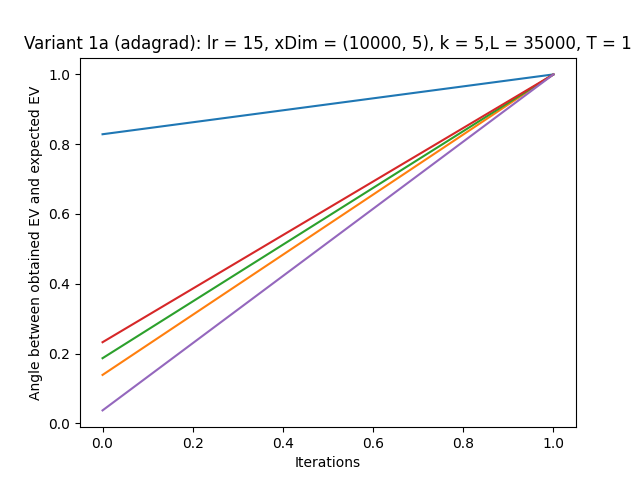 Variant 1a (adagrad): lr = 15, xDim = (10000, 5), k = 5,L = 35000, T = 1
Angle between obtained EV and expected EV
1.0
0.8
0.6
0.4
0.2
0.0
0.0 0.2 0.4 0.6 0.8 1.0
Iterations